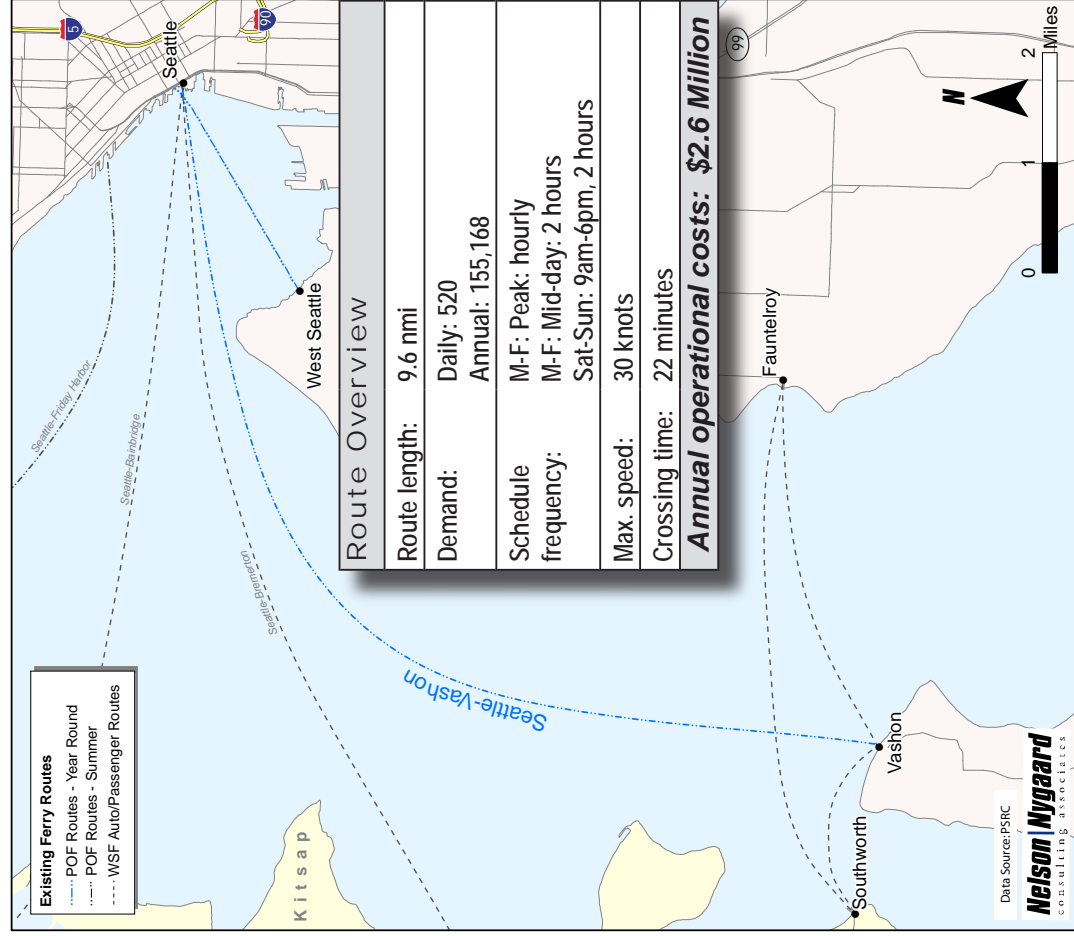 Existing Ferry Routes
POF Routes - Year Round
POF Routes - Summer
WSF Auto/Passenger Routes
5
90
Seattle
Seattle-Friday Harbor
Seattle-Bainbridge
Seattle-Bremerton
West Seattle
Kitsap
Seattle-Vashon
Route Overview
Route length: 9.6 nmi
Demand: Daily: 520
Annual: 155,168
Schedule M-F: Peak: hourly
frequency: M-F: Mid-day: 2 hours
Sat-Sun: 9am-6pm, 2 hours
Max. speed: 30 knots
Crossing time: 22 minutes
Annual operational costs: $2.6 Million
99
Fauntelroy
Vashon
Southworth
N
0 1 2
Miles
Data Source:PSRC
Nelson|Nygaard
consulting associates